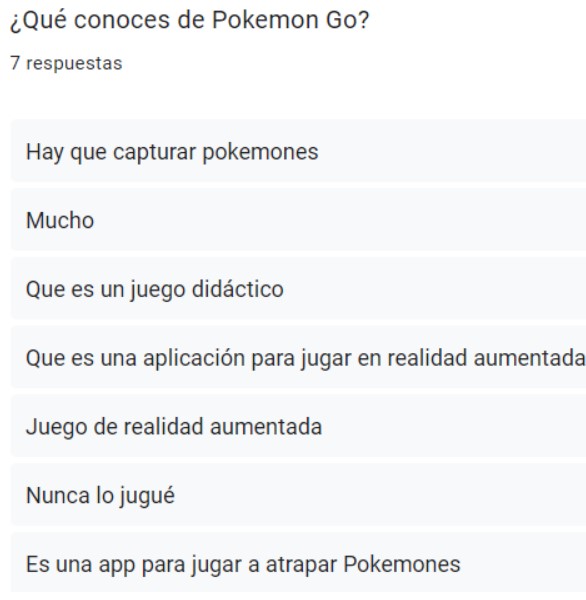 ¿Qué conoces de Pokemon Go?
7 respuestas
Hay que capturar pokemones
Mucho
Que es un juego didáctico
Que es una aplicación para jugar en realidad aumentada
Juego de realidad aumentada
Nunca lo jugué
Es una app para jugar a atrapar Pokemones